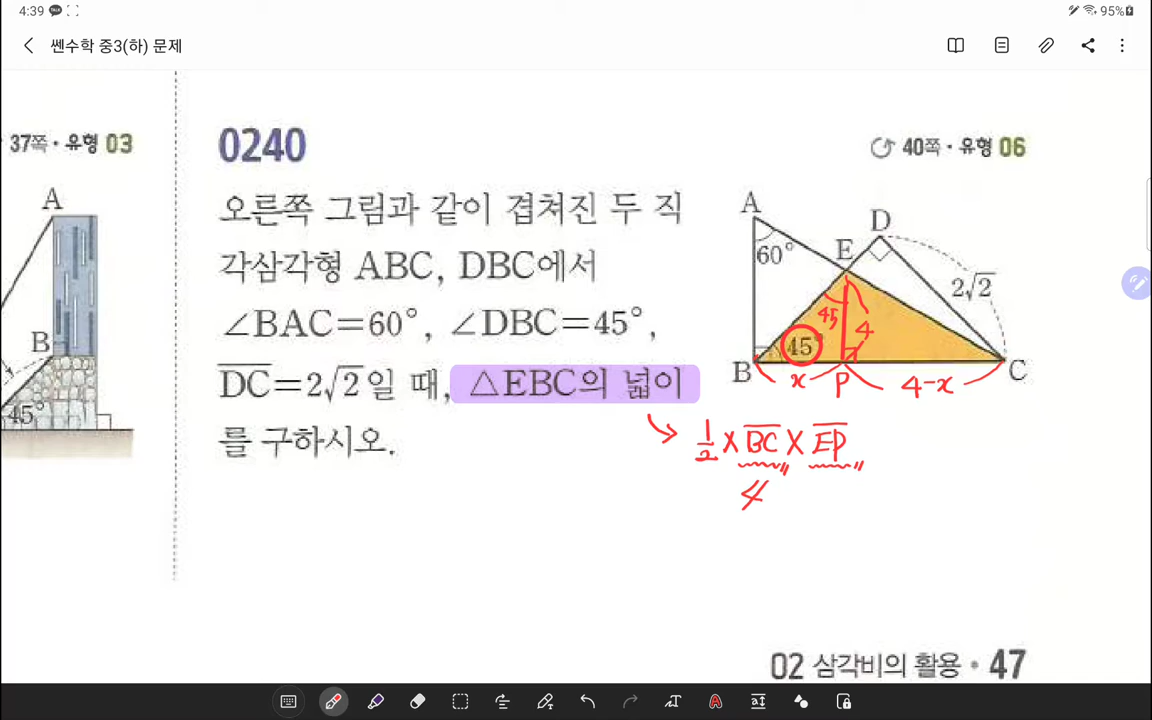 4:39
95%
쎈수학 중3(하) 문제
37쪽·유형 03
A
B
45°
0240
40쪽·유형 06
오른쪽 그림과 같이 겹쳐진 두 직
각삼각형 ABC, DBC에서
∠BAC=60°, ∠DBC=45°,
DC=2√2일 때, △EBC의 넓이
를 구하시오.
A
D
E
60°
2√2
45
4
45°
B
x
P
4-x
C
1/2 × BC × EP
4
02 삼각비의 활용 · 47